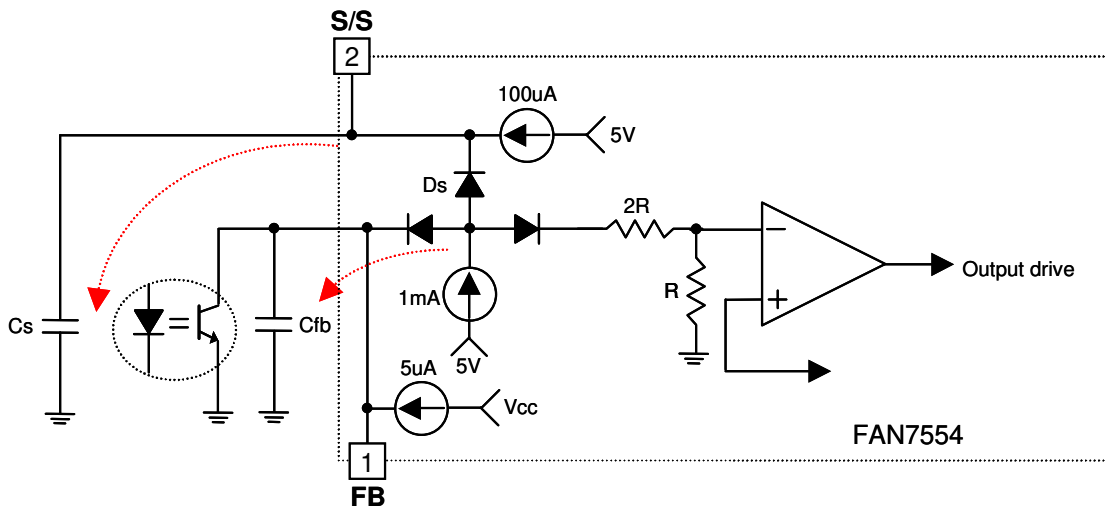 S/S
2
100uA
5V
Ds
2R
−
1mA
R
+
Output drive
Cs
=
Cfb
5V
5uA
Vcc
FAN7554
1
FB